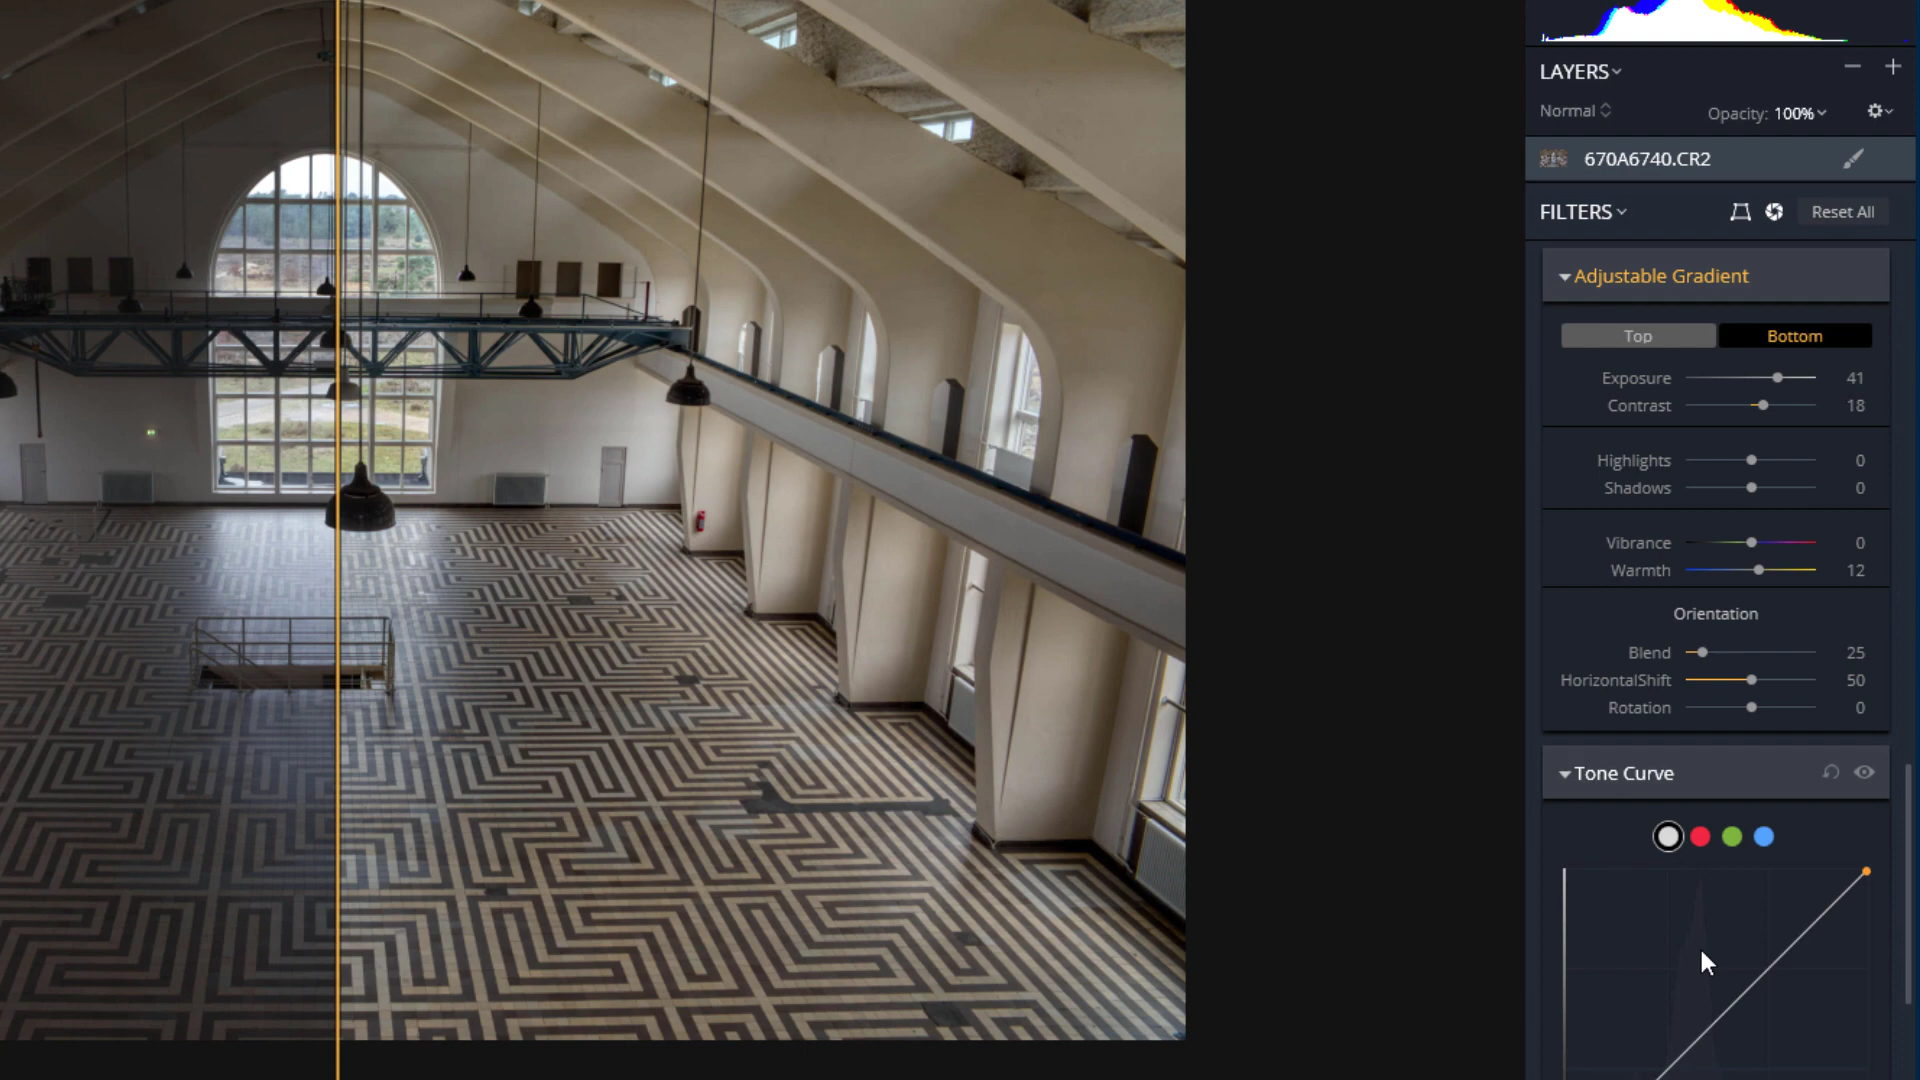 LAYERS
Normal Opacity: 100%
670A6740.CR2
FILTERS Reset All
Adjustable Gradient
Top Bottom
Exposure 41
Contrast 18
Highlights 0
Shadows 0
Vibrance 0
Warmth 12
Orientation
Blend 25
HorizontalShift 50
Rotation 0
Tone Curve